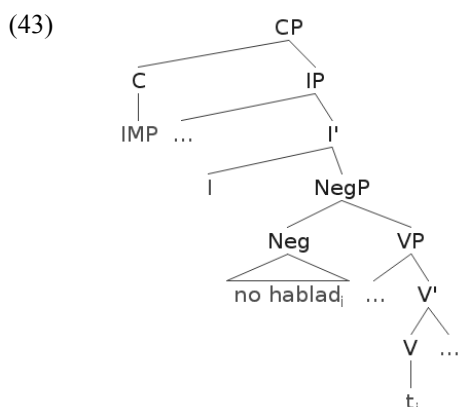 (43)
CP
C IP
IMP ... I'
I NegP
Neg VP
no hablad_i ... V'
V ...
t_i